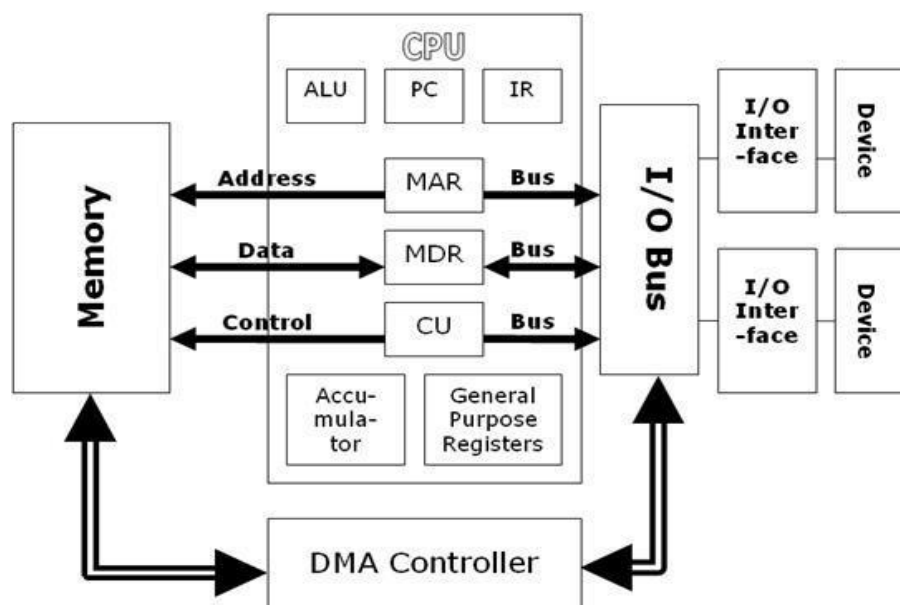 CPU
ALU
PC
IR
Memory
Address
MAR
Bus
Data
MDR
Bus
Control
CU
Bus
Accu-
mula-
tor
General
Purpose
Registers
I/O Bus
I/O
Inter
-face
Device
I/O
Inter
-face
Device
DMA Controller